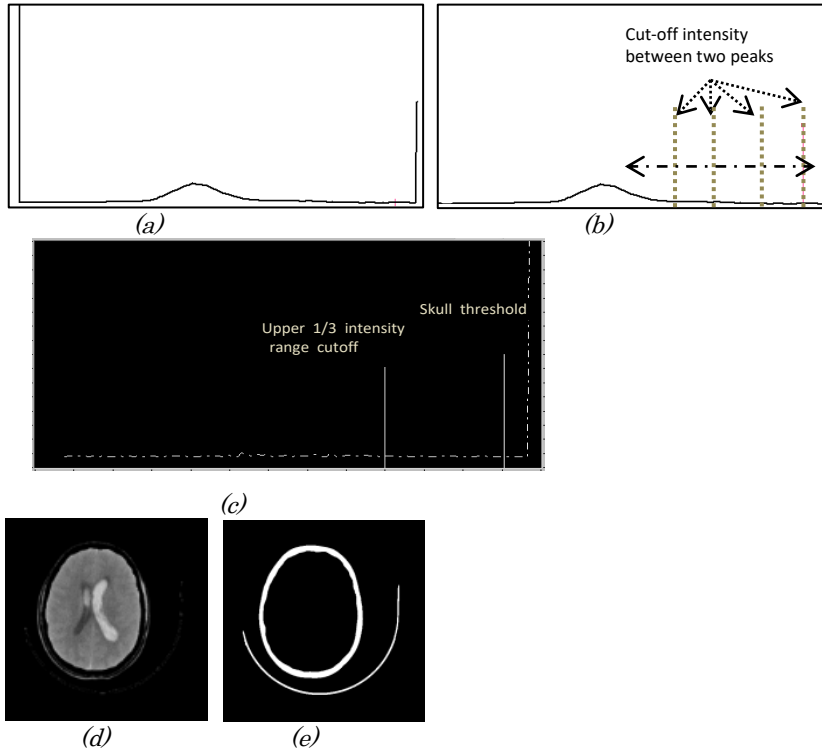 Cut-off intensity
between two peaks
(a)
(b)
Skull threshold
Upper 1/3 intensity
range cutoff
(c)
(d)
(e)